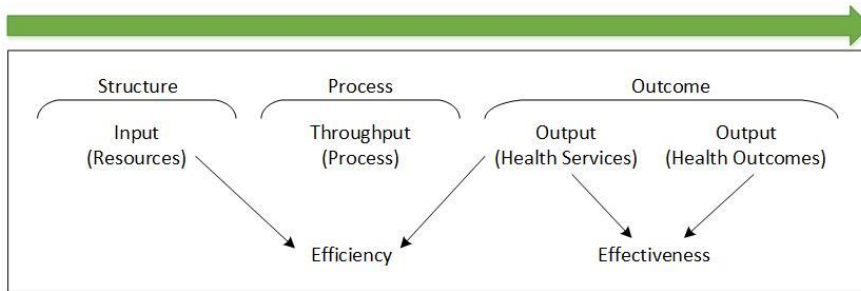 Structure
Process
Outcome
Input
(Resources)
Throughput
(Process)
Output
(Health Services)
Output
(Health Outcomes)
Efficiency
Effectiveness